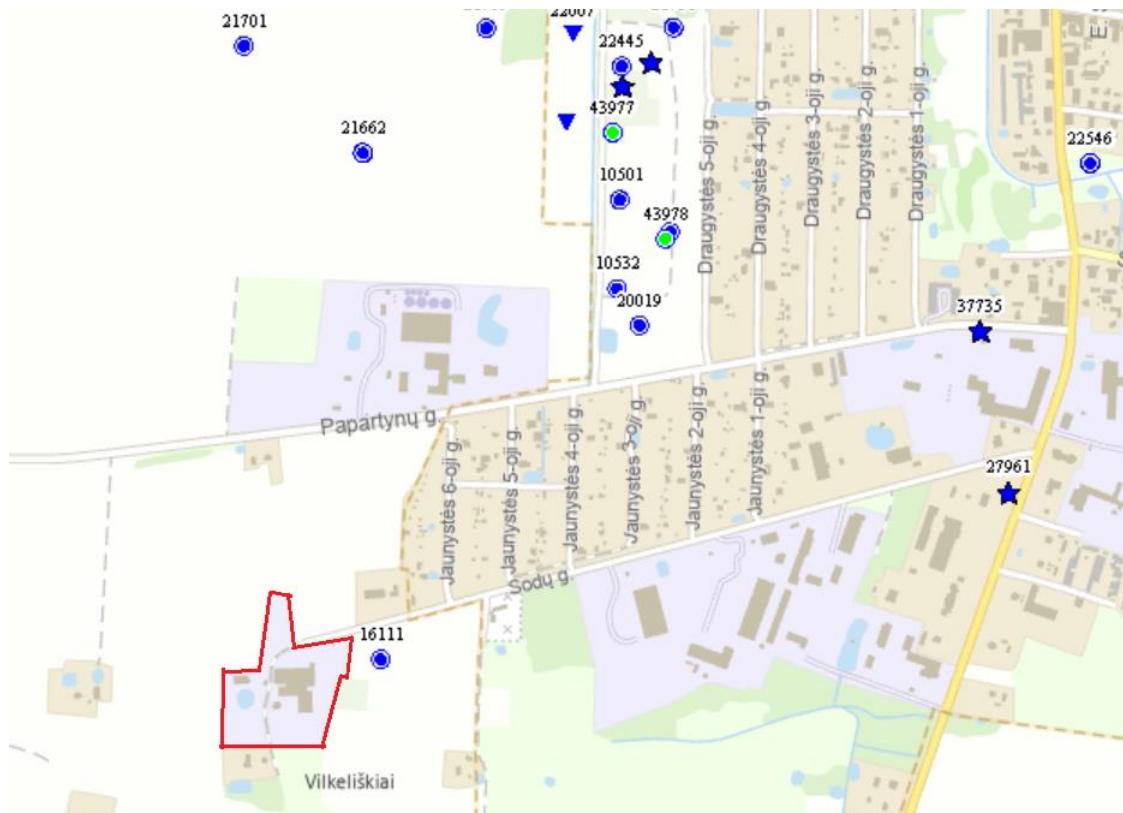 21701
22445
43977
21662
10501
43978
10532
20019
22546
37735
27961
16111
Draugystės 5-oji g.
Draugystės 4-oji g.
Draugystės 3-oji g.
Draugystės 2-oji g.
Draugystės 1-oji g.
Papartynų g.
Jaunystės 6-oji g.
Jaunystės 5-oji g.
Jaunystės 4-oji g.
Jaunystės 3-oji g.
Jaunystės 2-oji g.
Jaunystės 1-oji g.
Sodų g.
Vilkeliškiai